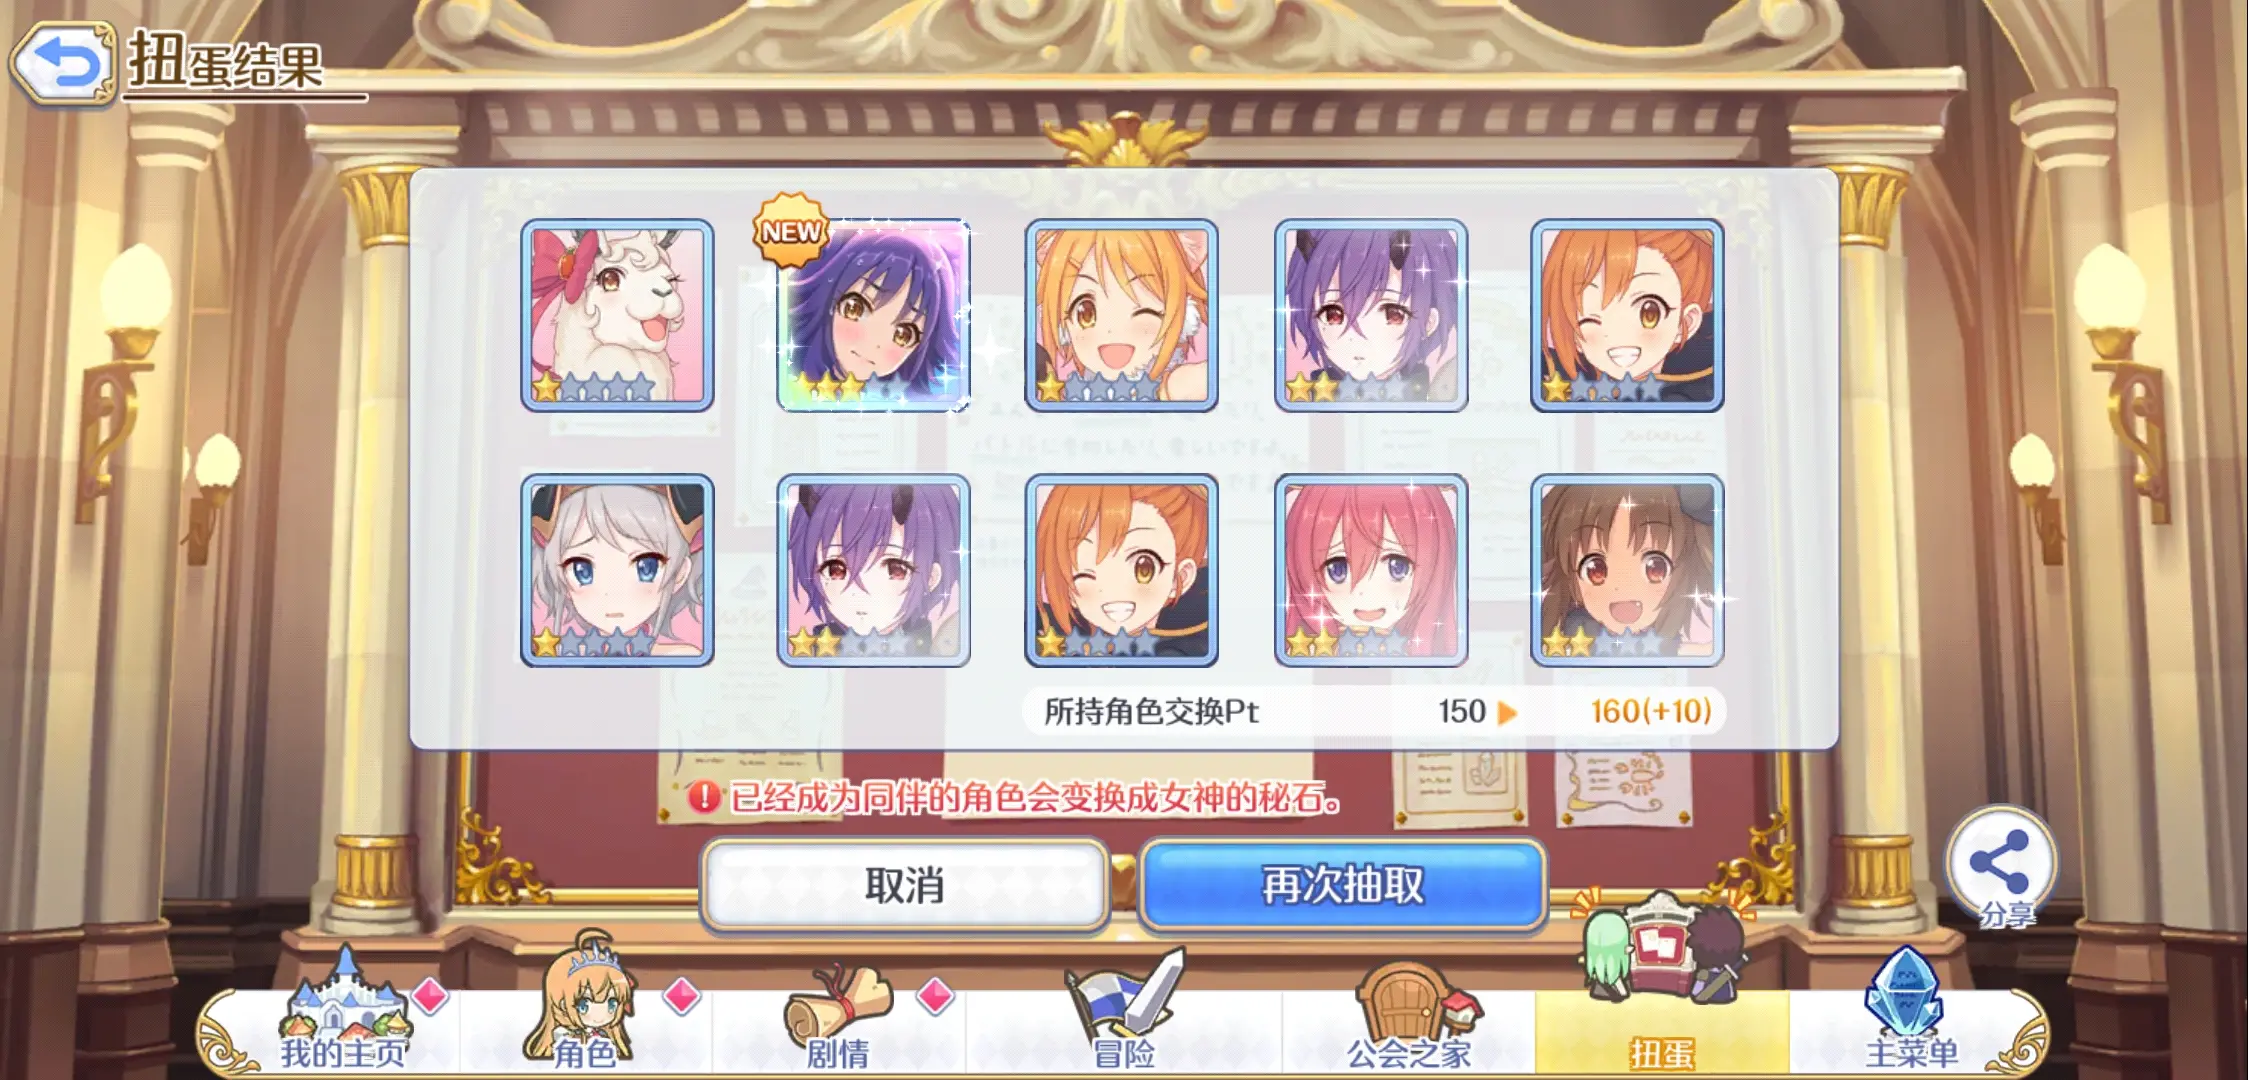 扭蛋结果
NEW
所持角色交换Pt 150 160(+10)
已经成为同伴的角色会变换成女神的秘石。
取消
再次抽取
分享
我的主页
角色
剧情
冒险
公会之家
扭蛋
主菜单